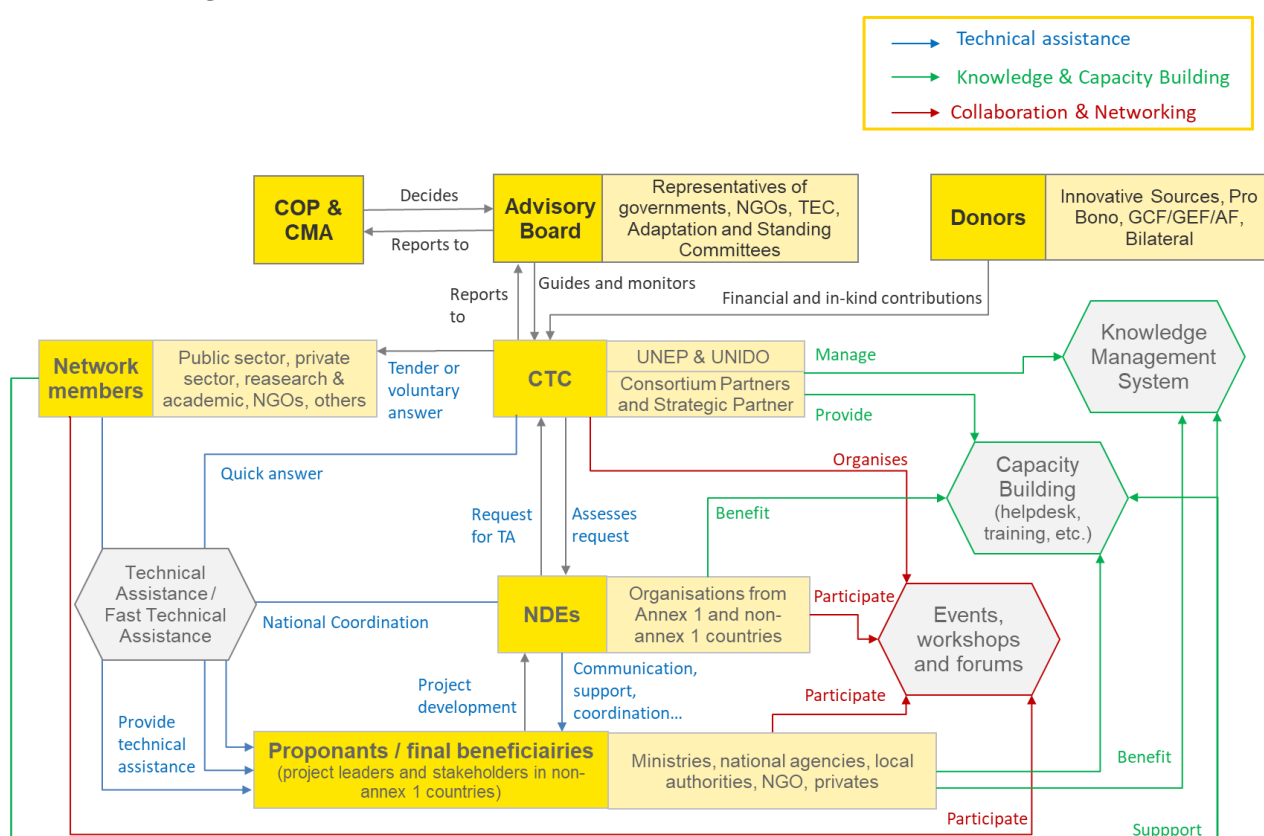 Technical assistance
Knowledge & Capacity Building
Collaboration & Networking
COP &
CMA
Decides
Reports to
Advisory
Board
Representatives of
governments, NGOs, TEC,
Adaptation and Standing
Committees
Donors
Innovative Sources, Pro
Bono, GCF/GEF/AF,
Bilateral
Reports
to
Guides and monitors
Financial and in-kind contributions
Network
members
Public sector, private
sector, reasearch &
academic, NGOs, others
Tender or
voluntary
answer
CTC
UNEP & UNIDO
Consortium Partners
and Strategic Partner
Manage
Provide
Knowledge
Management
System
Quick answer
Organises
Capacity
Building
(helpdesk,
training, etc.)
Request
for TA
Assesses
request
Benefit
Technical
Assistance /
Fast Technical
Assistance
National Coordination
NDEs
Organisations from
Annex 1 and non-
annex 1 countries
Participate
Events,
workshops
and forums
Project
development
Communication,
support,
coordination…
Participate
Provide
technical
assistance
Proponants / final beneficiairies
(project leaders and stakeholders in non-
annex 1 countries)
Ministries, national agencies, local
authorities, NGO, privates
Benefit
Participate
Suppport